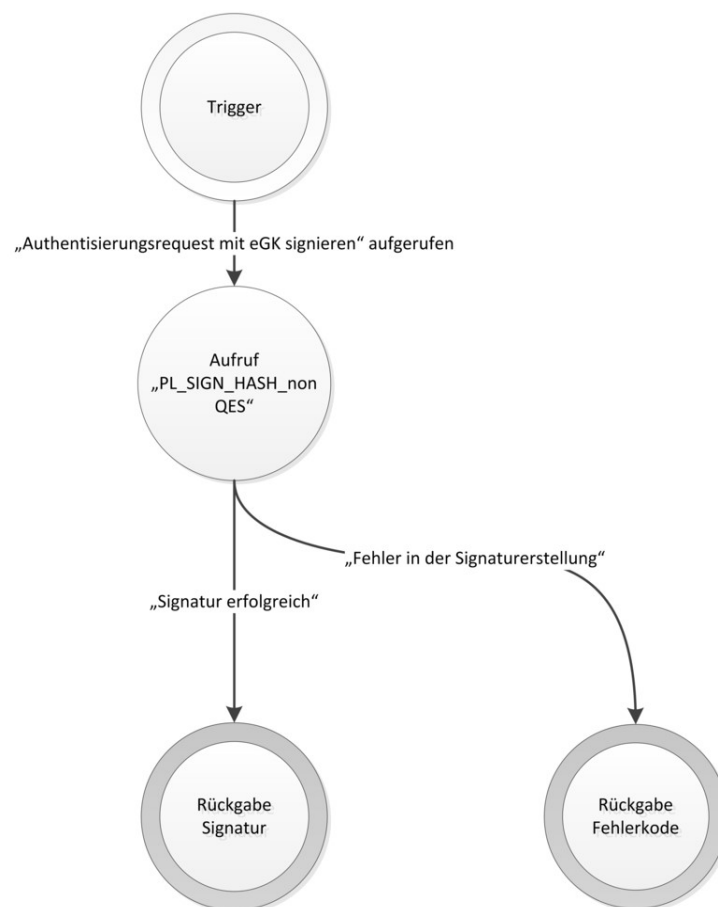 Trigger
„Authentisierungsrequest mit eGK signieren“ aufgerufen
Aufruf
„PL_SIGN_HASH_non
QES“
„Fehler in der Signaturerstellung“
„Signatur erfolgreich“
Rückgabe
Signatur
Rückgabe
Fehlerkode